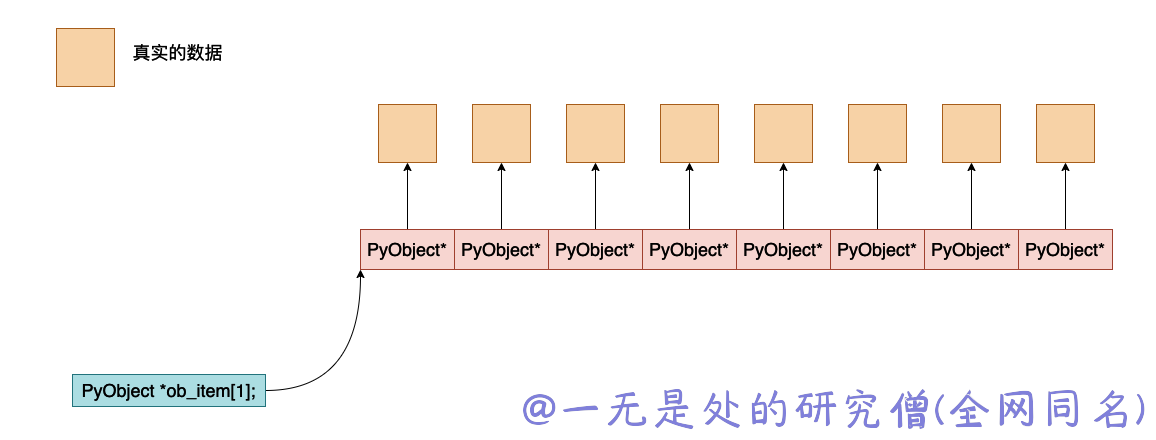 真实的数据
PyObject* PyObject* PyObject* PyObject* PyObject* PyObject* PyObject* PyObject*
PyObject *ob_item[1];
@一无是处的研究僧(全网同名)